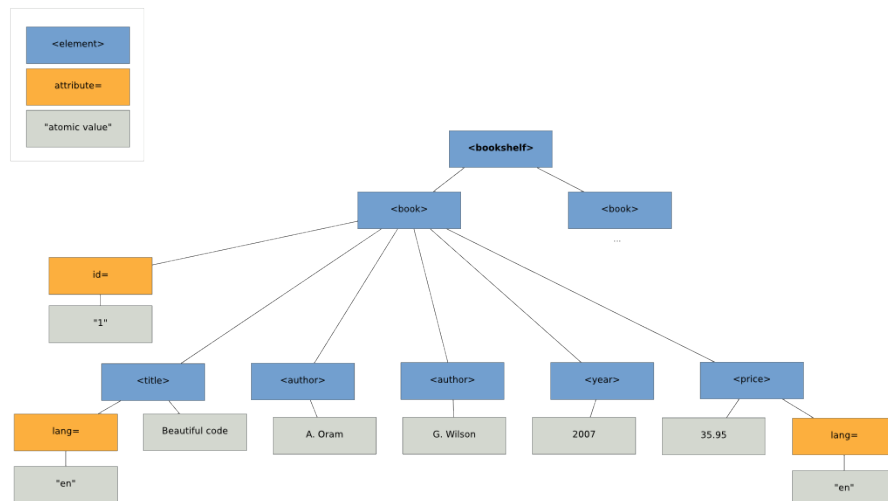 <element>
attribute=
"atomic value"
<bookshelf>
<book>
<book>
...
id=
"1"
<title>
<author>
<author>
<year>
<price>
lang=
Beautiful code
A. Oram
G. Wilson
2007
35.95
lang=
"en"
"en"